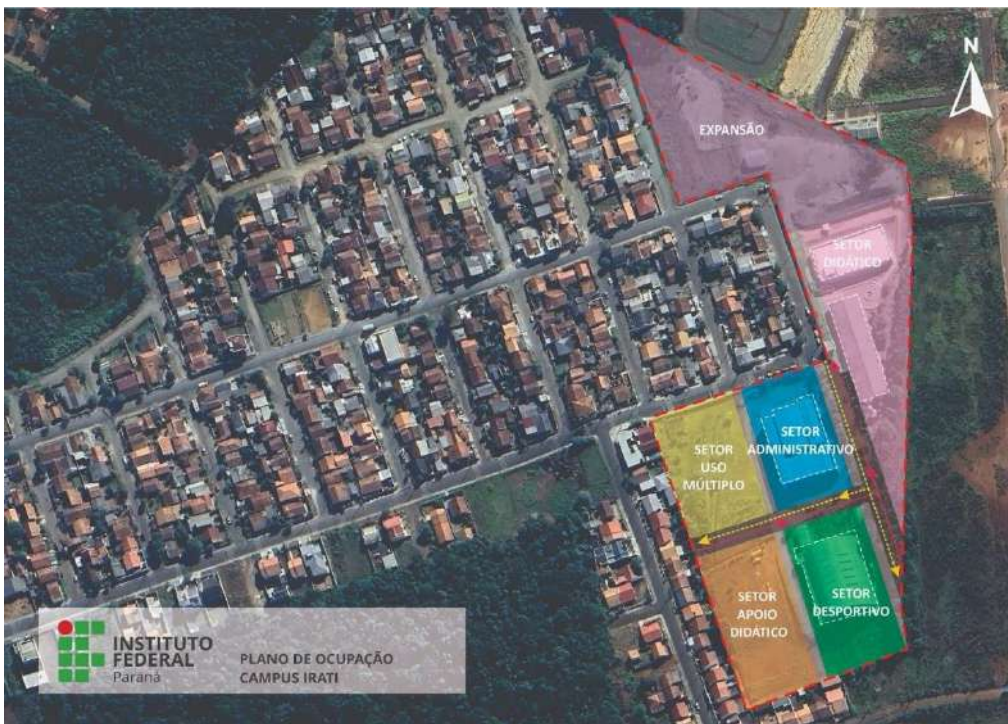 N
EXPANSÃO
SETOR
DIDÁTICO
SETOR
ADMINISTRATIVO
SETOR
USO
MÚLTIPLO
SETOR
APOIO
DIDÁTICO
SETOR
DESPORTIVO
INSTITUTO
FEDERAL
Paraná
PLANO DE OCUPAÇÃO
CAMPUS IRATI